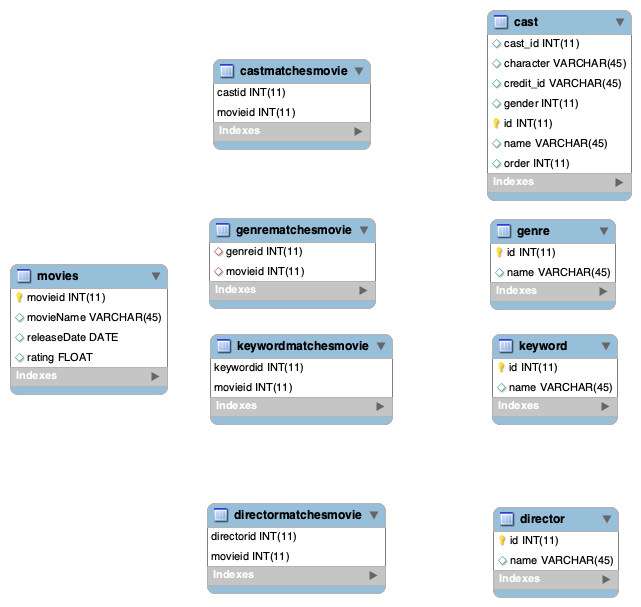 cast
cast_id INT(11)
character VARCHAR(45)
credit_id VARCHAR(45)
gender INT(11)
id INT(11)
name VARCHAR(45)
order INT(11)
Indexes
castmatchesmovie
castid INT(11)
movieid INT(11)
Indexes
genrematchesmovie
genreid INT(11)
movieid INT(11)
Indexes
genre
id INT(11)
name VARCHAR(45)
Indexes
movies
movieid INT(11)
movieName VARCHAR(45)
releaseDate DATE
rating FLOAT
Indexes
keywordmatchesmovie
keywordid INT(11)
movieid INT(11)
Indexes
keyword
id INT(11)
name VARCHAR(45)
Indexes
directormatchesmovie
directorid INT(11)
movieid INT(11)
Indexes
director
id INT(11)
name VARCHAR(45)
Indexes